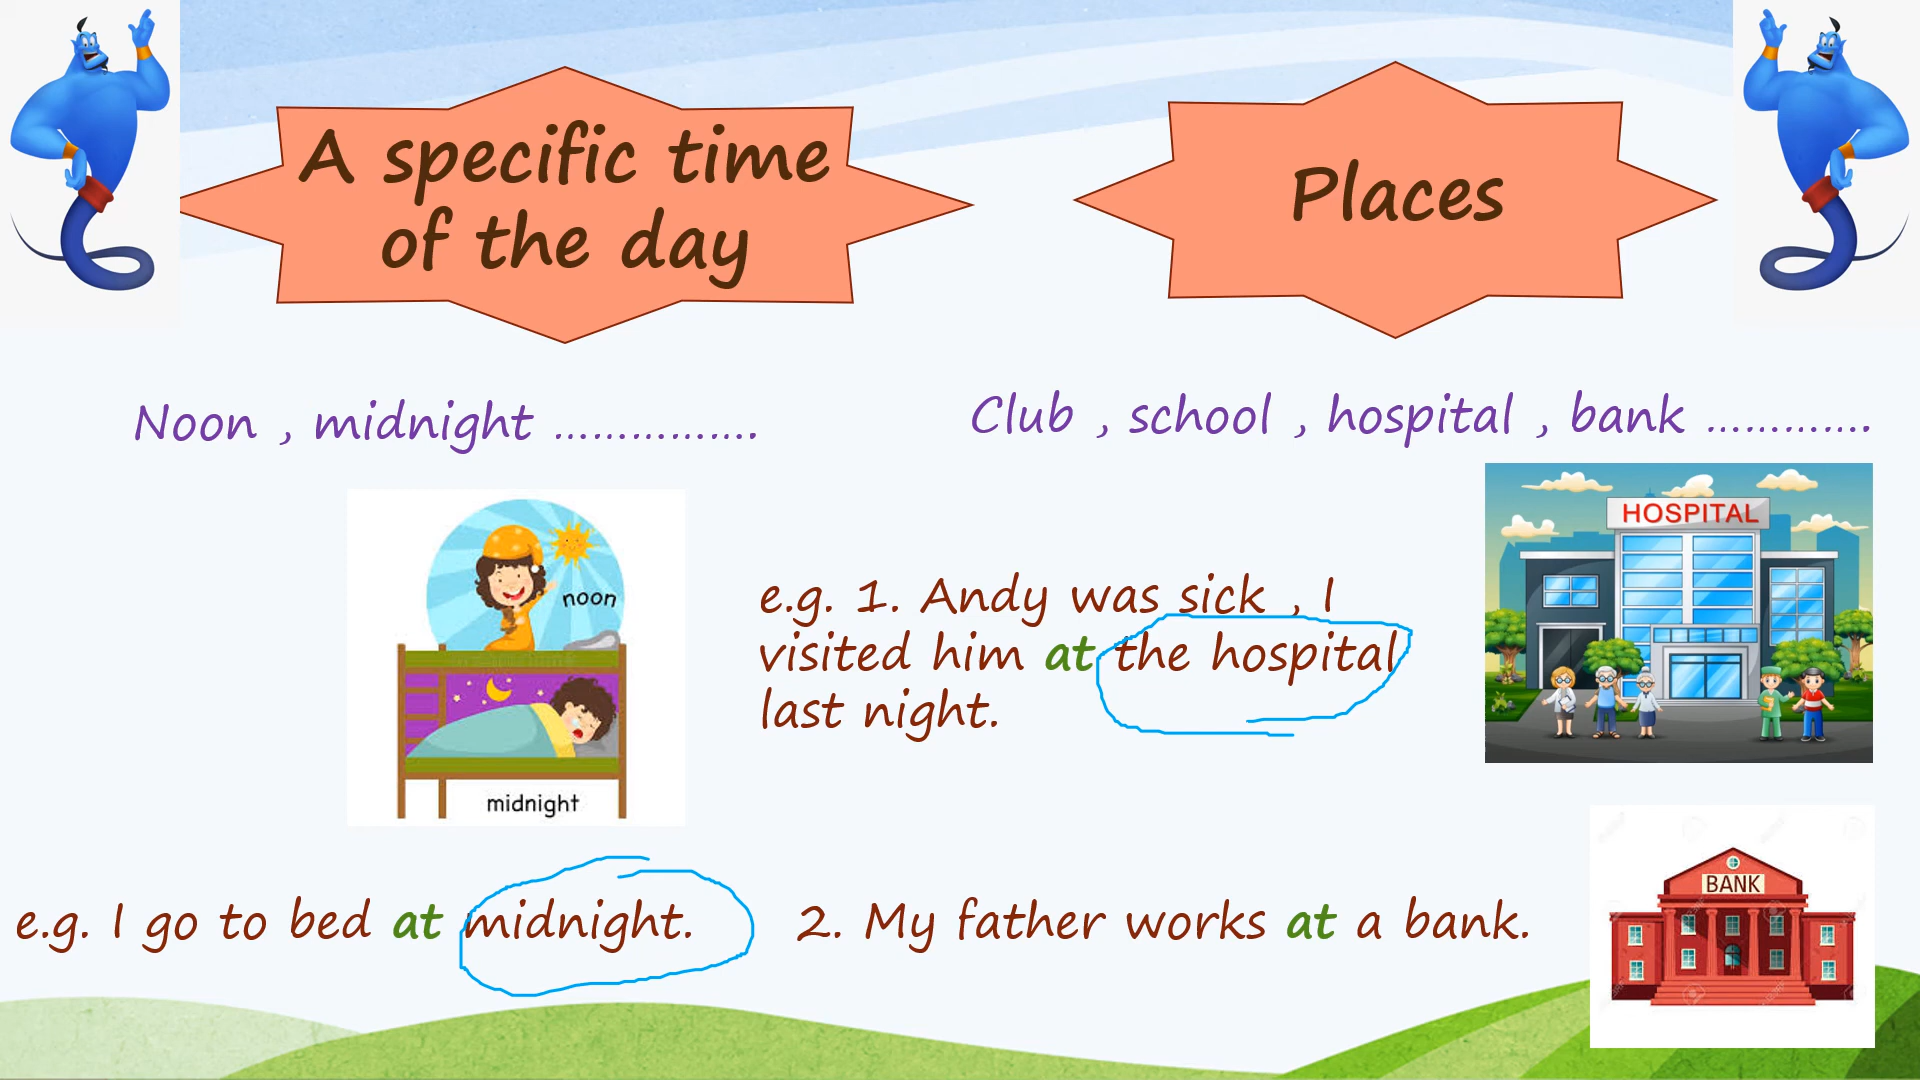 A specific time
of the day
Places
Noon , midnight ................
Club , school , hospital , bank .............
HOSPITAL
noon
midnight
e.g. 1. Andy was sick , I
visited him at the hospital
last night.
BANK
e.g. I go to bed at midnight.
2. My father works at a bank.